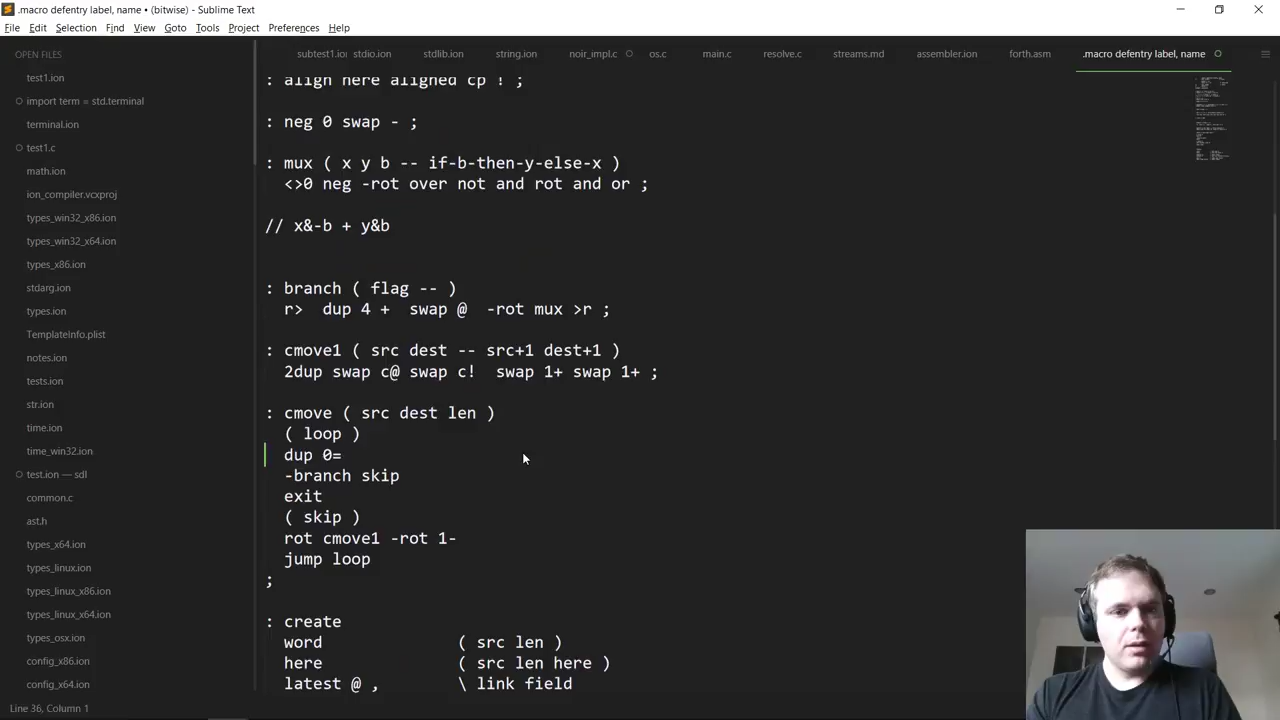 .macro defentry label, name • (bitwise) - Sublime Text
File Edit Selection Find View Goto Tools Project Preferences Help
OPEN FILES
test1.ion
import term = std.terminal
terminal.ion
test1.c
math.ion
ion_compiler.vcxproj
types_win32_x86.ion
types_win32_x64.ion
types_x86.ion
stdarg.ion
types.ion
TemplateInfo.plist
notes.ion
tests.ion
str.ion
time.ion
time_win32.ion
test.ion — sdl
common.c
ast.h
types_x64.ion
types_linux.ion
types_linux_x86.ion
types_linux_x64.ion
types_osx.ion
config_x86.ion
config_x64.ion
subtest1.ion stdio.ion stdlib.ion string.ion noir_impl.c os.c main.c resolve.c streams.md assembler.ion forth.asm .macro defentry label, name
: align here aligned cp ! ;
: neg 0 swap - ;
: mux ( x y b -- if-b-then-y-else-x )
<>0 neg -rot over not and rot and or ;
// x&-b + y&b
: branch ( flag -- )
r> dup 4 + swap @ -rot mux >r ;
: cmove1 ( src dest -- src+1 dest+1 )
2dup swap c@ swap c! swap 1+ swap 1+ ;
: cmove ( src dest len )
( loop )
dup 0=
-branch skip
exit
( skip )
rot cmove1 -rot 1-
jump loop
;
: create
word ( src len )
here ( src len here )
latest @ , \ link field
Line 36, Column 1